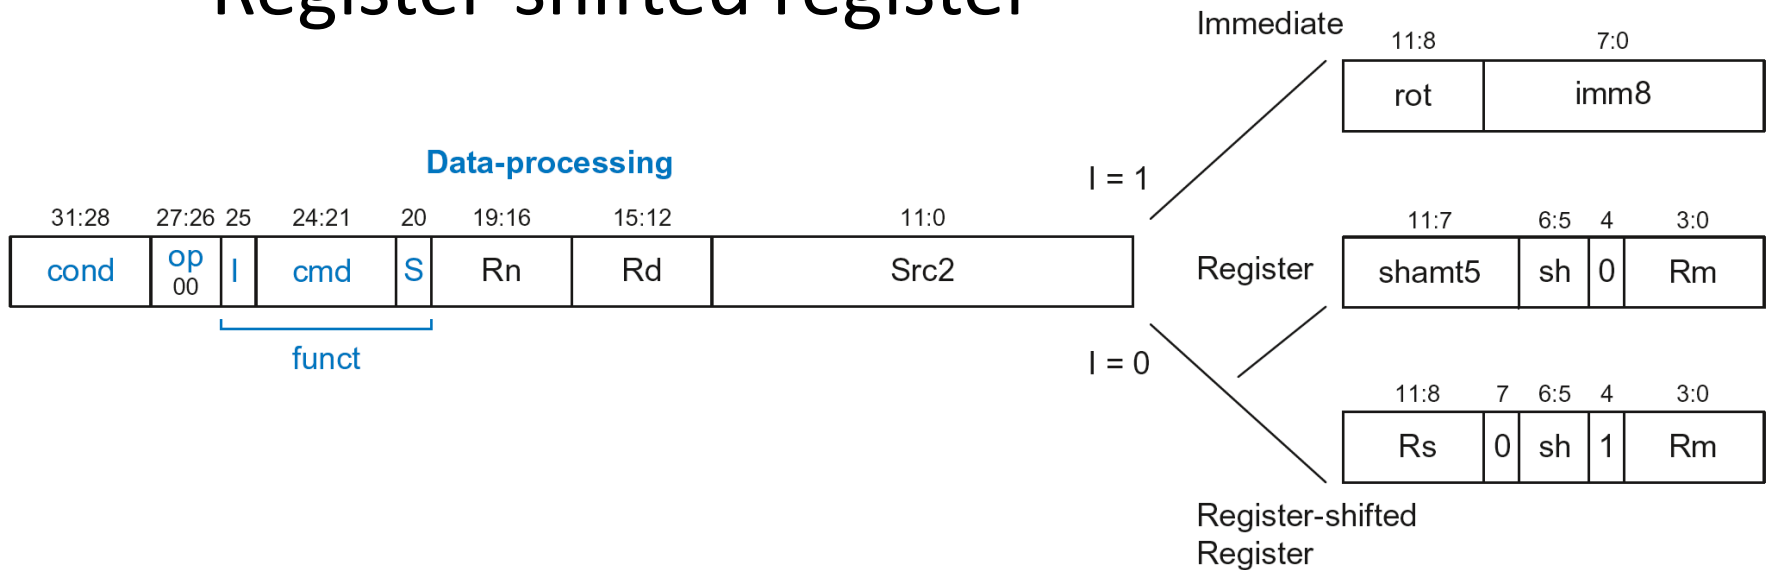 Register-shifted register
Immediate
11:8 7:0
rot imm8
Data-processing
I = 1
31:28 27:26 25 24:21 20 19:16 15:12 11:0
cond op 00 I cmd S Rn Rd Src2
funct
I = 0
11:7 6:5 4 3:0
Register shamt5 sh 0 Rm
11:8 7 6:5 4 3:0
Rs 0 sh 1 Rm
Register-shifted
Register